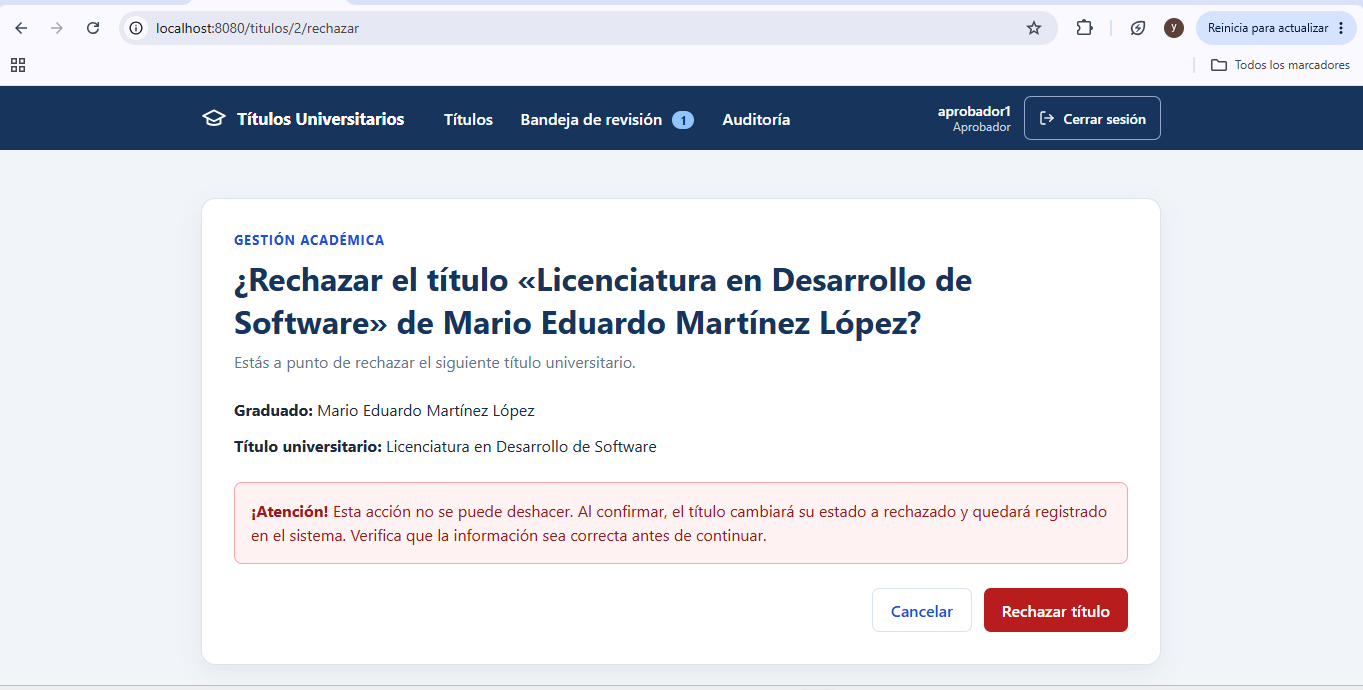 localhost:8080/titulos/2/rechazar
y
Reinicia para actualizar
Todos los marcadores
Títulos Universitarios
Títulos
Bandeja de revisión 1
Auditoría
aprobador1
Aprobador
Cerrar sesión
GESTIÓN ACADÉMICA
¿Rechazar el título «Licenciatura en Desarrollo de
Software» de Mario Eduardo Martínez López?
Estás a punto de rechazar el siguiente título universitario.
Graduado: Mario Eduardo Martínez López
Título universitario: Licenciatura en Desarrollo de Software
¡Atención! Esta acción no se puede deshacer. Al confirmar, el título cambiará su estado a rechazado y quedará registrado
en el sistema. Verifica que la información sea correcta antes de continuar.
Cancelar
Rechazar título